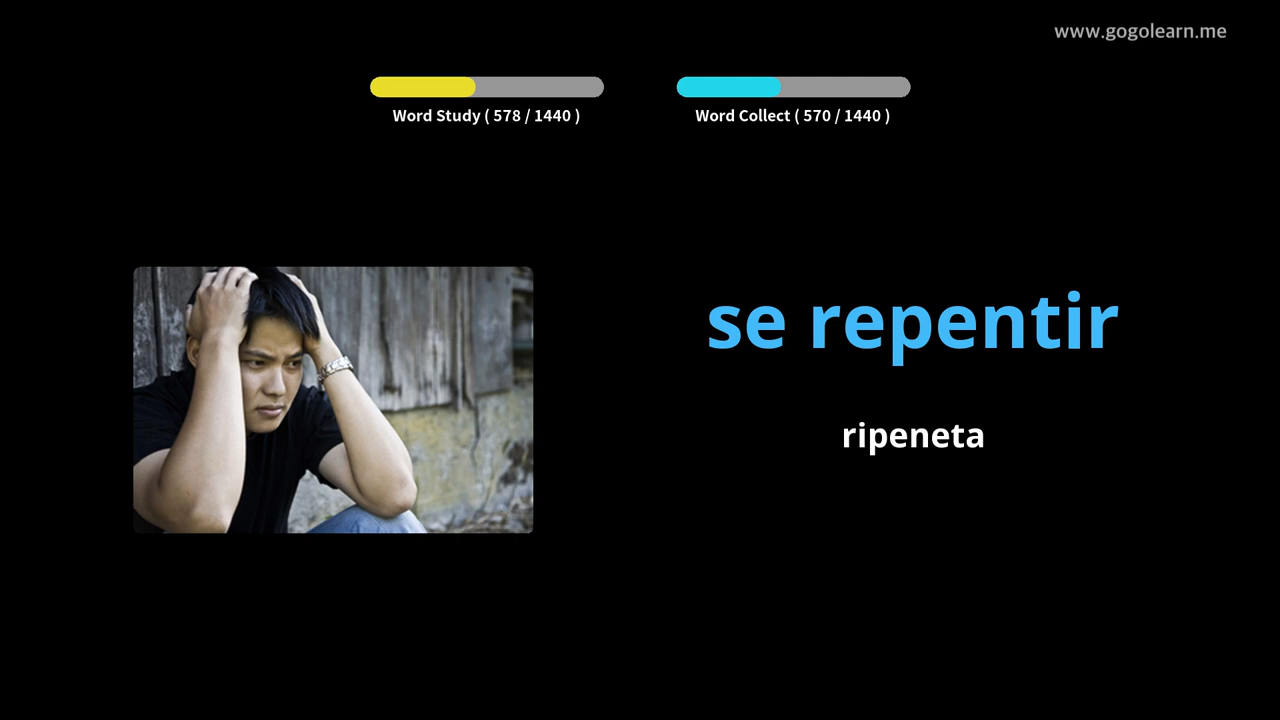 www.gogolearn.me
Word Study ( 578 / 1440 )
Word Collect ( 570 / 1440 )
se repentir
ripeneta